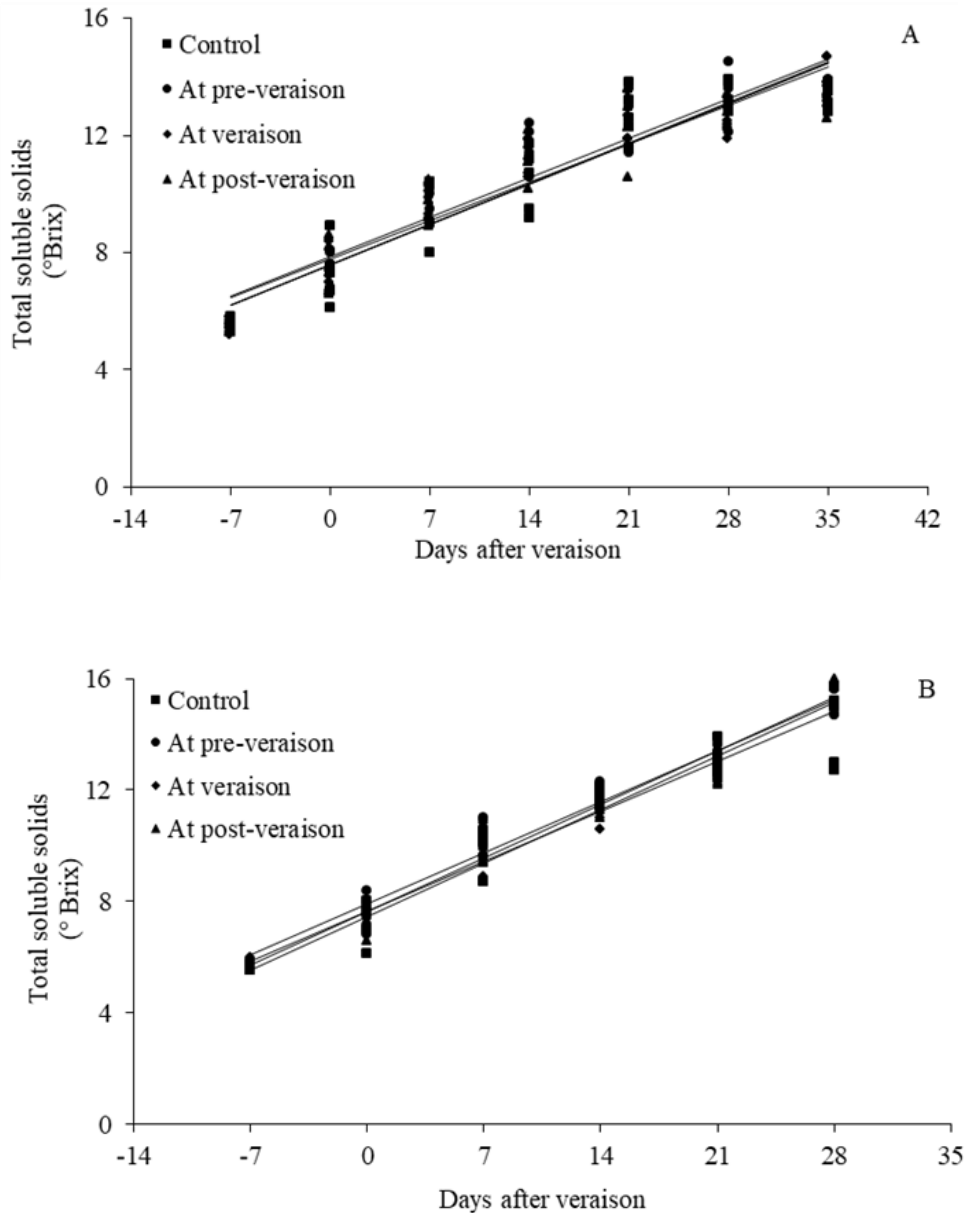 A
16
Control
At pre-veraison
At veraison
At post-veraison
12
8
4
0
Total soluble solids
(°Brix)
-14 -7 0 7 14 21 28 35 42
Days after veraison
B
16
Control
At pre-veraison
At veraison
At post-veraison
12
8
4
0
Total soluble solids
(° Brix)
-14 -7 0 7 14 21 28 35
Days after veraison